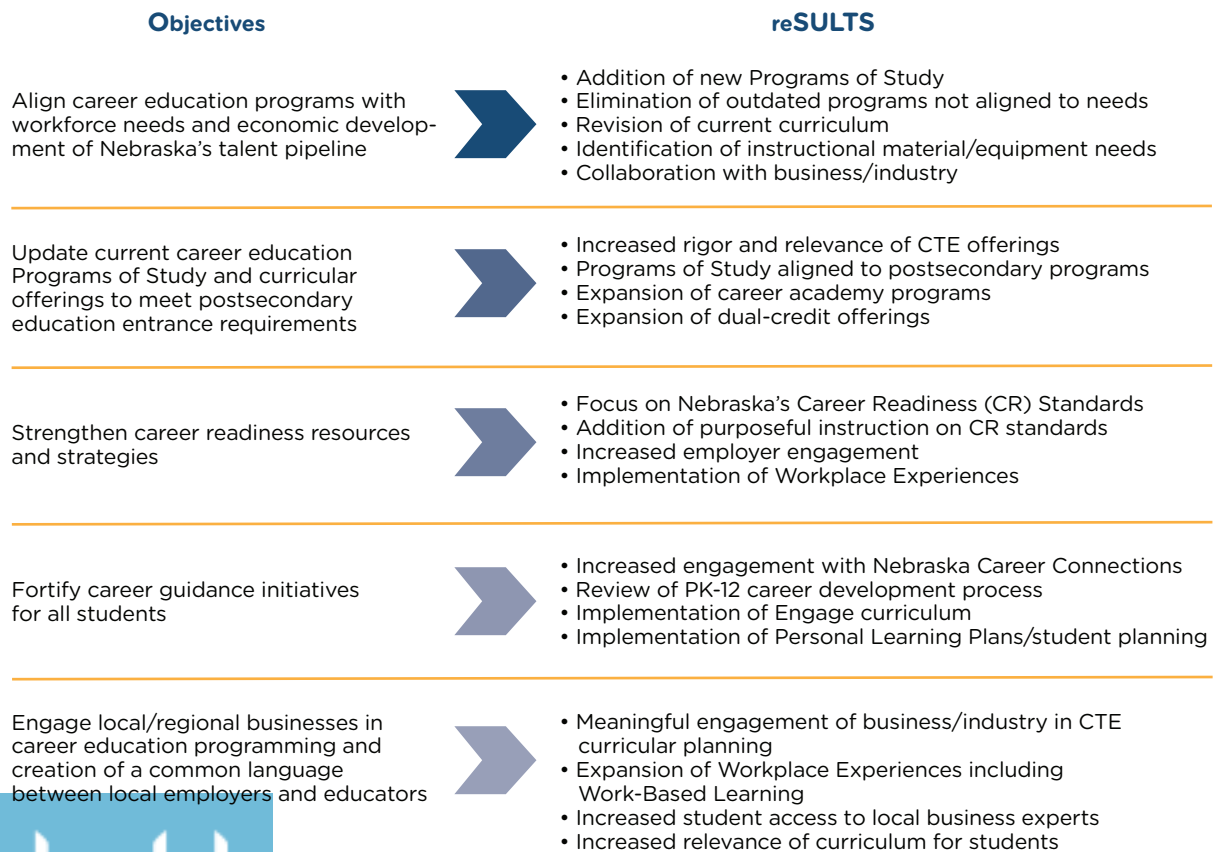 Objectives
reSULTS
Align career education programs with
workforce needs and economic develop-
ment of Nebraska's talent pipeline
• Addition of new Programs of Study
• Elimination of outdated programs not aligned to needs
• Revision of current curriculum
• Identification of instructional material/equipment needs
• Collaboration with business/industry
Update current career education
Programs of Study and curricular
offerings to meet postsecondary
education entrance requirements
• Increased rigor and relevance of CTE offerings
• Programs of Study aligned to postsecondary programs
• Expansion of career academy programs
• Expansion of dual-credit offerings
Strengthen career readiness resources
and strategies
• Focus on Nebraska's Career Readiness (CR) Standards
• Addition of purposeful instruction on CR standards
• Increased employer engagement
• Implementation of Workplace Experiences
Fortify career guidance initiatives
for all students
• Increased engagement with Nebraska Career Connections
• Review of PK-12 career development process
• Implementation of Engage curriculum
• Implementation of Personal Learning Plans/student planning
Engage local/regional businesses in
career education programming and
creation of a common language
between local employers and educators
• Meaningful engagement of business/industry in CTE
curricular planning
• Expansion of Workplace Experiences including
Work-Based Learning
• Increased student access to local business experts
• Increased relevance of curriculum for students